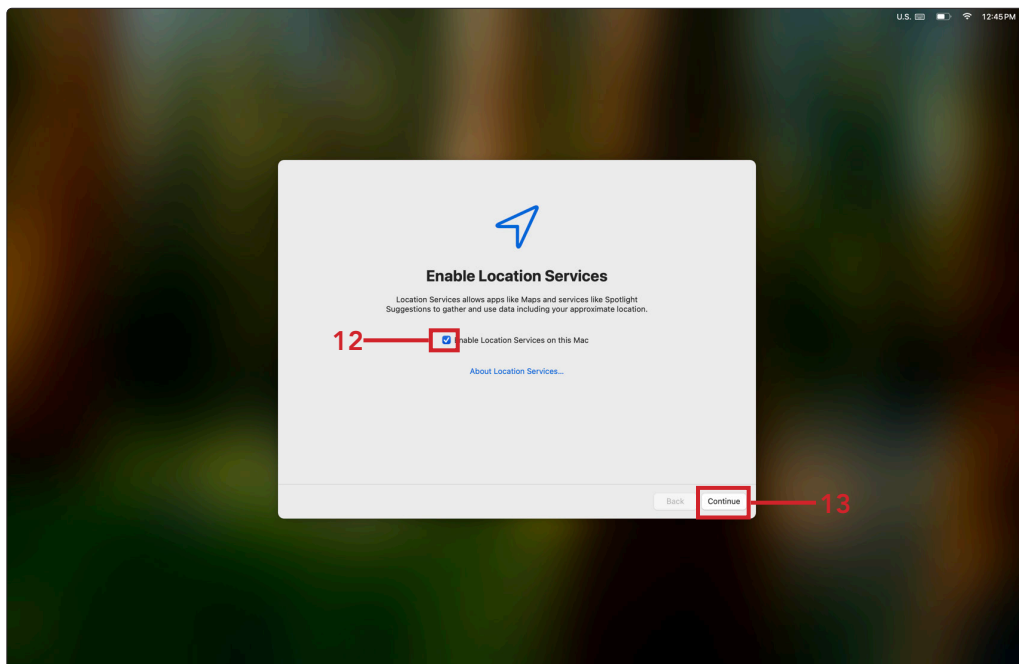 U.S. 12:45 PM
Enable Location Services
Location Services allows apps like Maps and services like Spotlight
Suggestions to gather and use data including your approximate location.
12
Enable Location Services on this Mac
About Location Services...
Back Continue
13